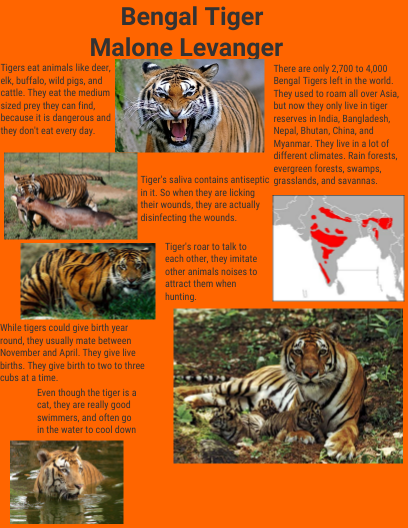 Bengal Tiger
Malone Levanger
Tigers eat animals like deer,
elk, buffalo, wild pigs, and
cattle. They eat the medium
sized prey they can find,
because it is dangerous and
they don't eat every day.
There are only 2,700 to 4,000
Bengal Tigers left in the world.
They used to roam all over Asia,
but now they only live in tiger
reserves in India, Bangladesh,
Nepal, Bhutan, China, and
Myanmar. They live in a lot of
different climates. Rain forests,
evergreen forests, swamps,
grasslands, and savannas.
Tiger's saliva contains antiseptic
in it. So when they are licking
their wounds, they are actually
disinfecting the wounds.
Tiger's roar to talk to
each other, they imitate
other animals noises to
attract them when
hunting.
While tigers could give birth year
round, they usually mate between
November and April. They give live
births. They give birth to two to three
cubs at a time.
Even though the tiger is a
cat, they are really good
swimmers, and often go
in the water to cool down